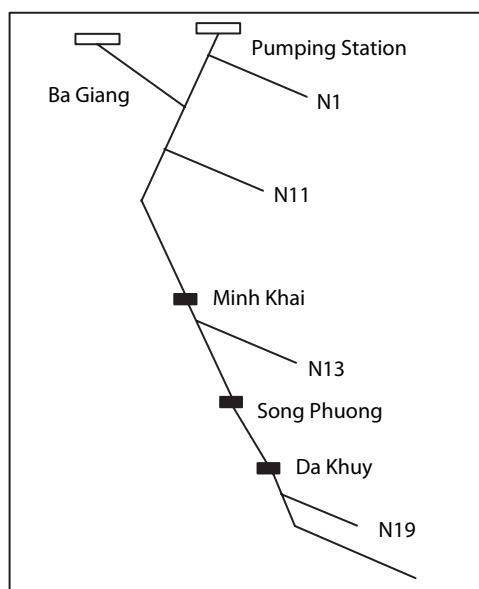 Pumping Station
Ba Giang
N1
N11
Minh Khai
N13
Song Phuong
Da Khuy
N19